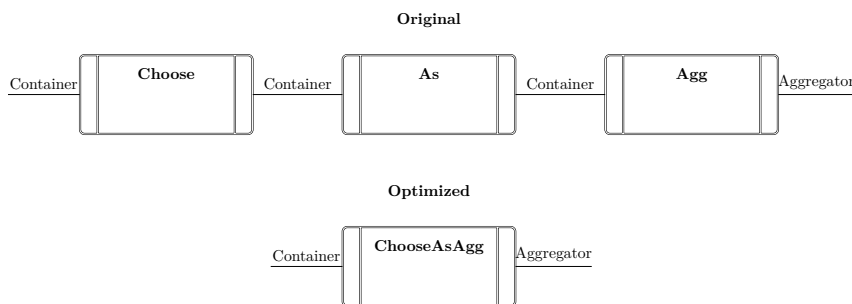 Original
Container Choose Container As Container Agg Aggregator
Optimized
Container ChooseAsAgg Aggregator